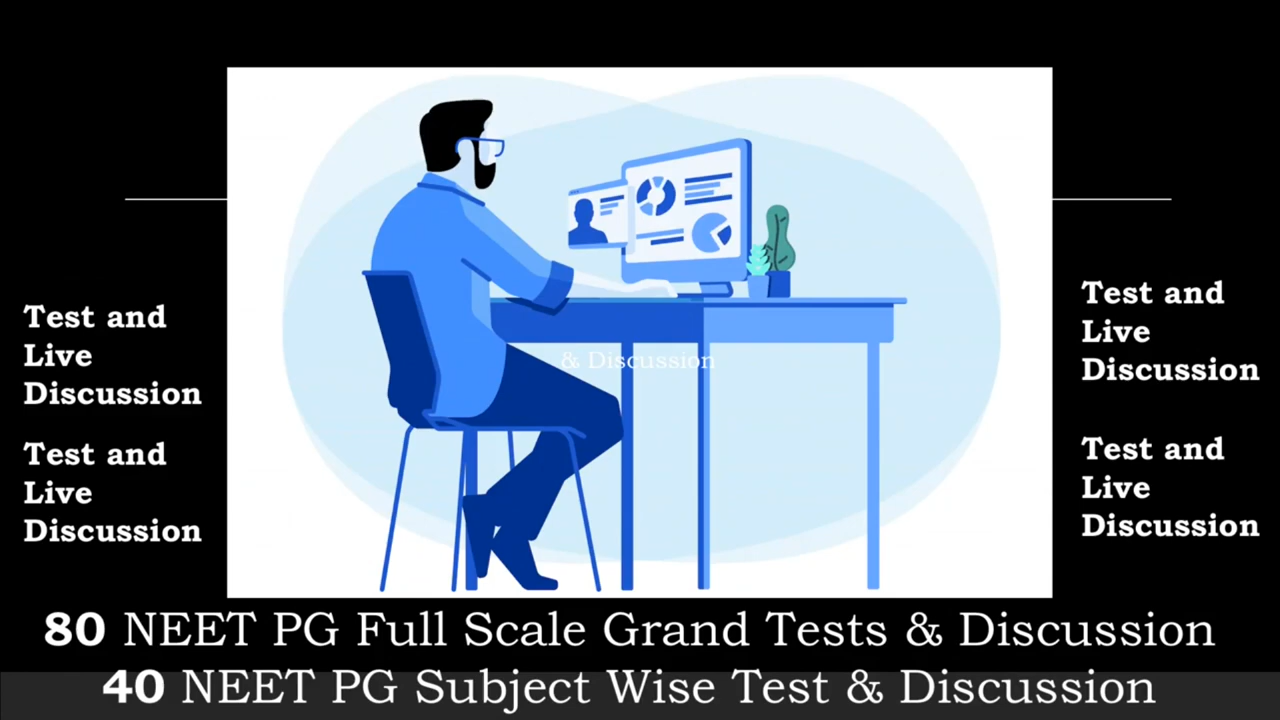 Test and
Live
Discussion
Test and
Live
Discussion
& Discussion
Test and
Live
Discussion
Test and
Live
Discussion
80 NEET PG Full Scale Grand Tests & Discussion
40 NEET PG Subject Wise Test & Discussion